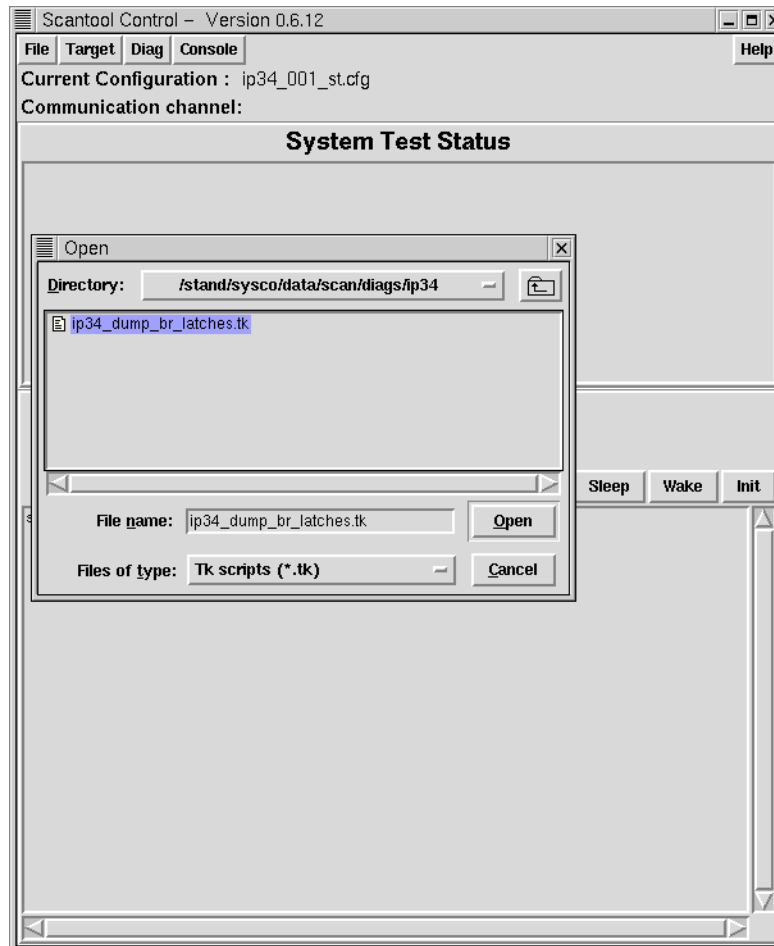 Scantool Control – Version 0.6.12
File Target Diag Console Help
Current Configuration : ip34_001_st.cfg
Communication channel:
System Test Status
Open
Directory: /stand/sysco/data/scan/diags/ip34
ip34_dump_br_latches.tk
Sleep Wake Init
File name: ip34_dump_br_latches.tk Open
Files of type: Tk scripts (*.tk) Cancel